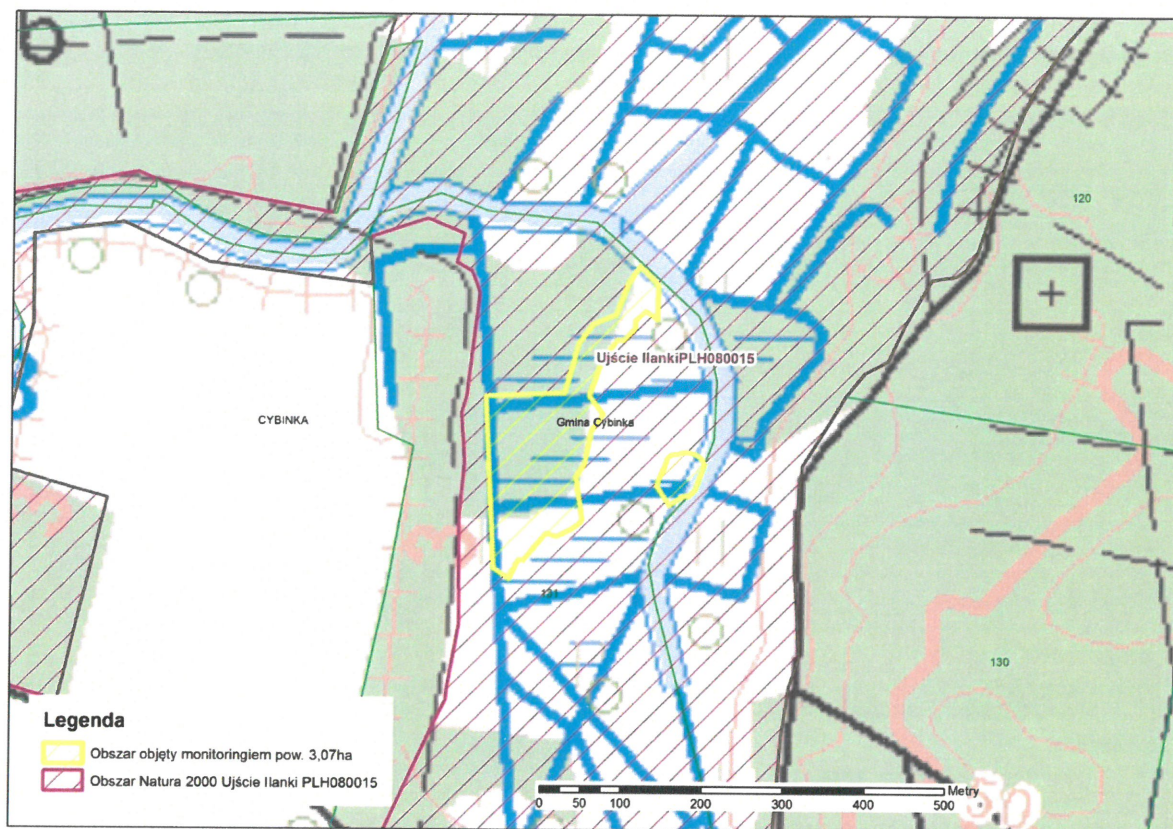 120
Ujście IlankiPLH080015
CYBINKA
Gmina Cybinka
131
130
Legenda
Obszar objęty monitoringiem pow. 3,07ha
Obszar Natura 2000 Ujście Ilanki PLH080015
0 50 100 200 300 400 500 Metry